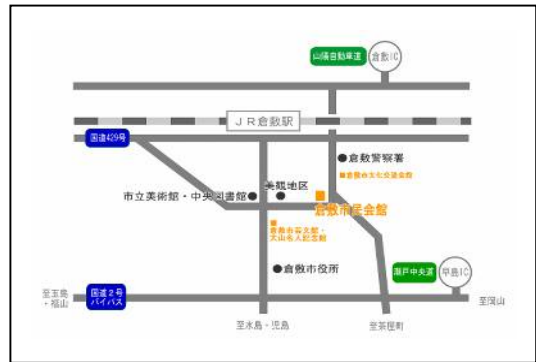 山陽自動車道
倉敷IC
JR倉敷駅
国道429号
倉敷警察署
■倉敷市文化交流会館
美観地区
市立美術館・中央図書館
倉敷市民会館
倉敷市芸文館・
大山名人記念館
倉敷市役所
瀬戸中央道
早島IC
至玉島
・福山
国道2号
バイパス
至岡山
至水島・児島
至茶屋町